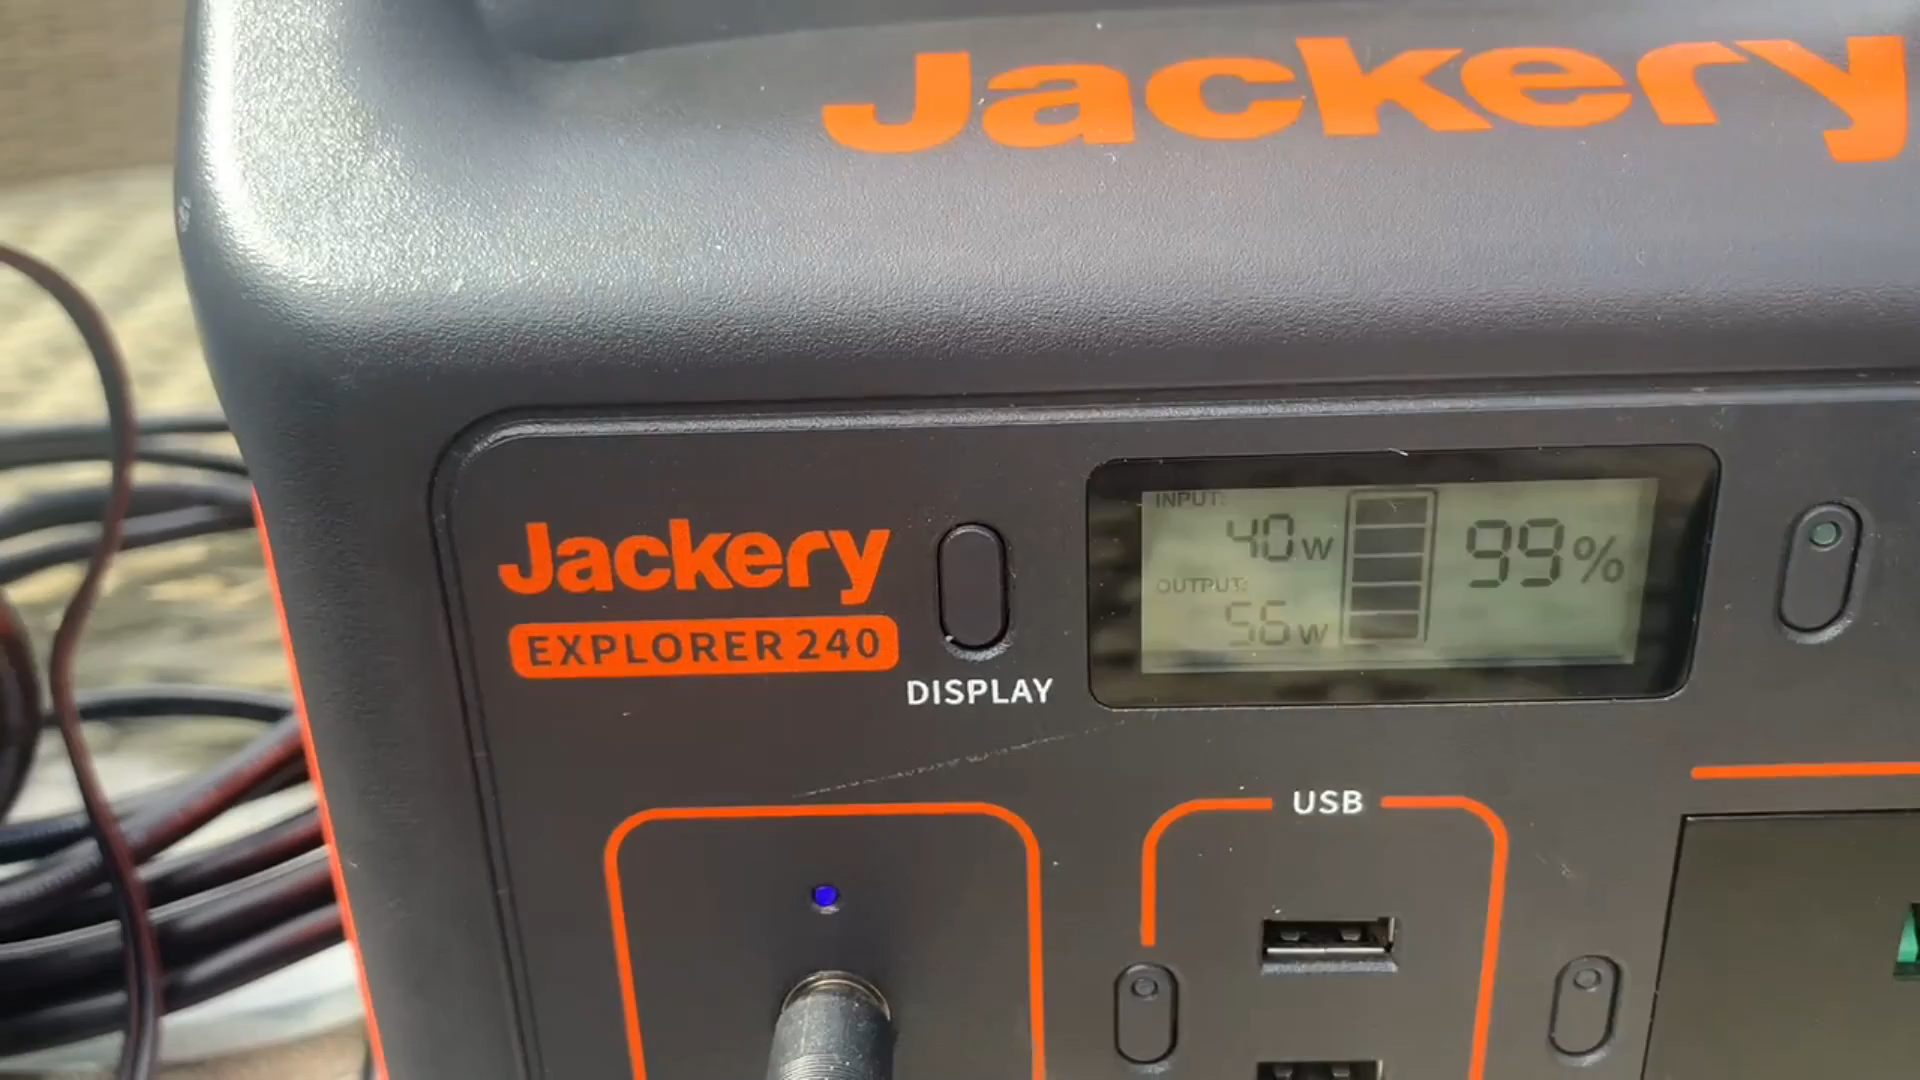 Jackery
Jackery
EXPLORER 240
DISPLAY
INPUT:
40W
OUTPUT:
56W
99%
USB